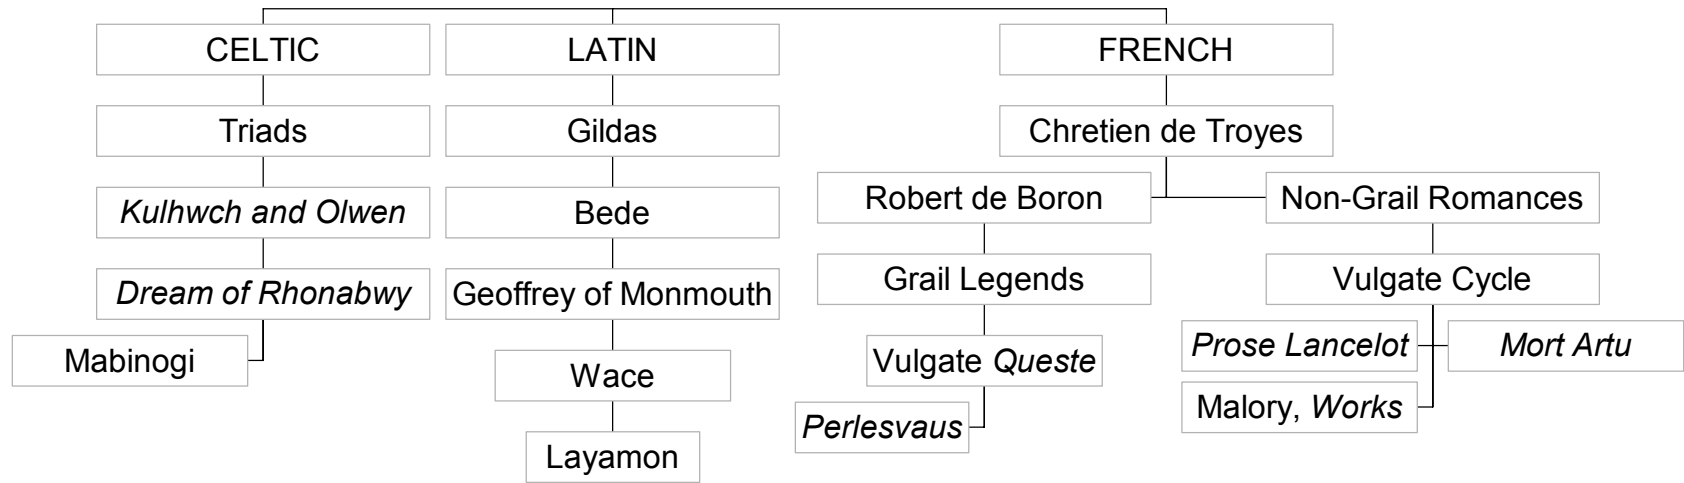 CELTIC
LATIN
FRENCH
Triads
Gildas
Chretien de Troyes
Kulhwch and Olwen
Bede
Robert de Boron
Non-Grail Romances
Dream of Rhonabwy
Geoffrey of Monmouth
Grail Legends
Vulgate Cycle
Mabinogi
Wace
Vulgate Queste
Prose Lancelot
Mort Artu
Perlesvaus
Malory, Works
Layamon